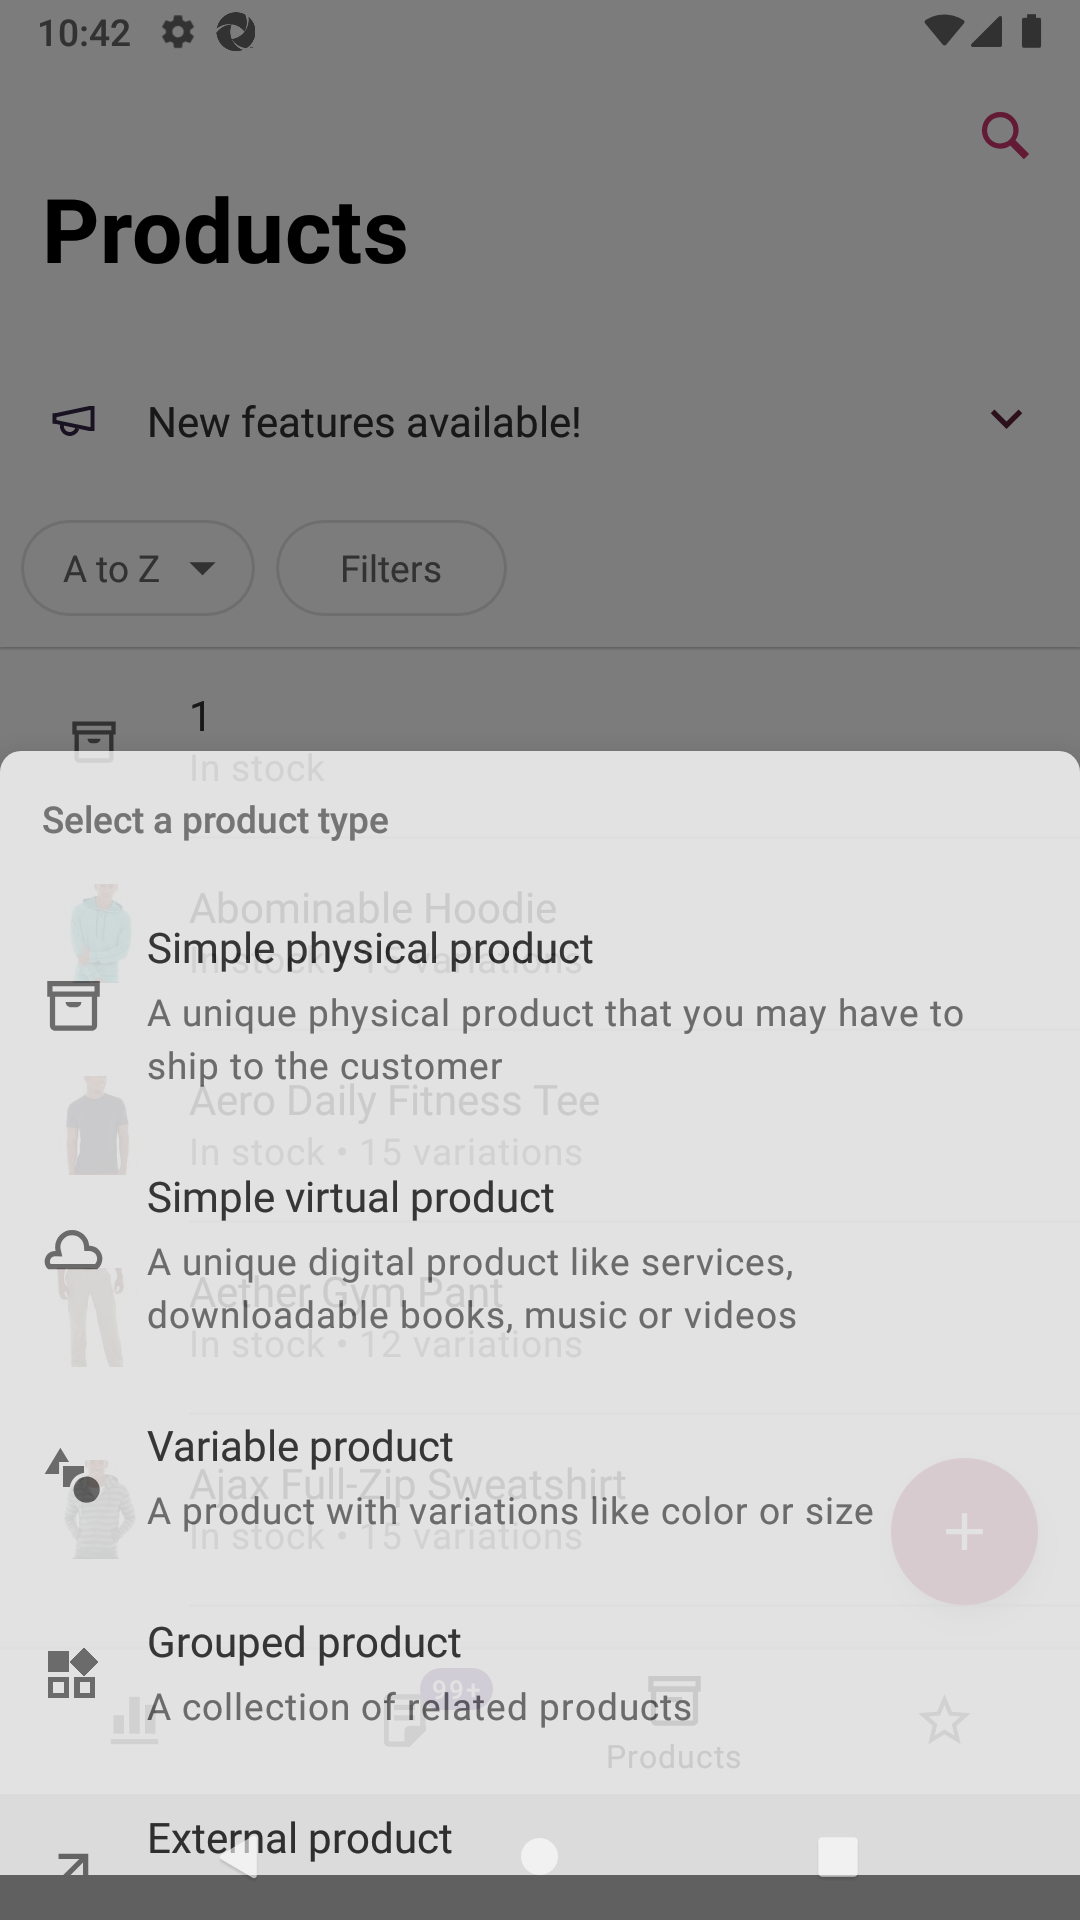 10:42
Products
New features available!
A to Z
Filters
1
In stock
Select a product type
Abominable Hoodie
Simple physical product
In stock • 15 variations
A unique physical product that you may have to
ship to the customer
Aero Daily Fitness Tee
In stock • 15 variations
Simple virtual product
A unique digital product like services,
Aether Gym Pant
downloadable books, music or videos
In stock • 12 variations
Variable product
Ajax Full-Zip Sweatshirt
A product with variations like color or size
In stock • 15 variations
Grouped product
99+
A collection of related products
Products
External product